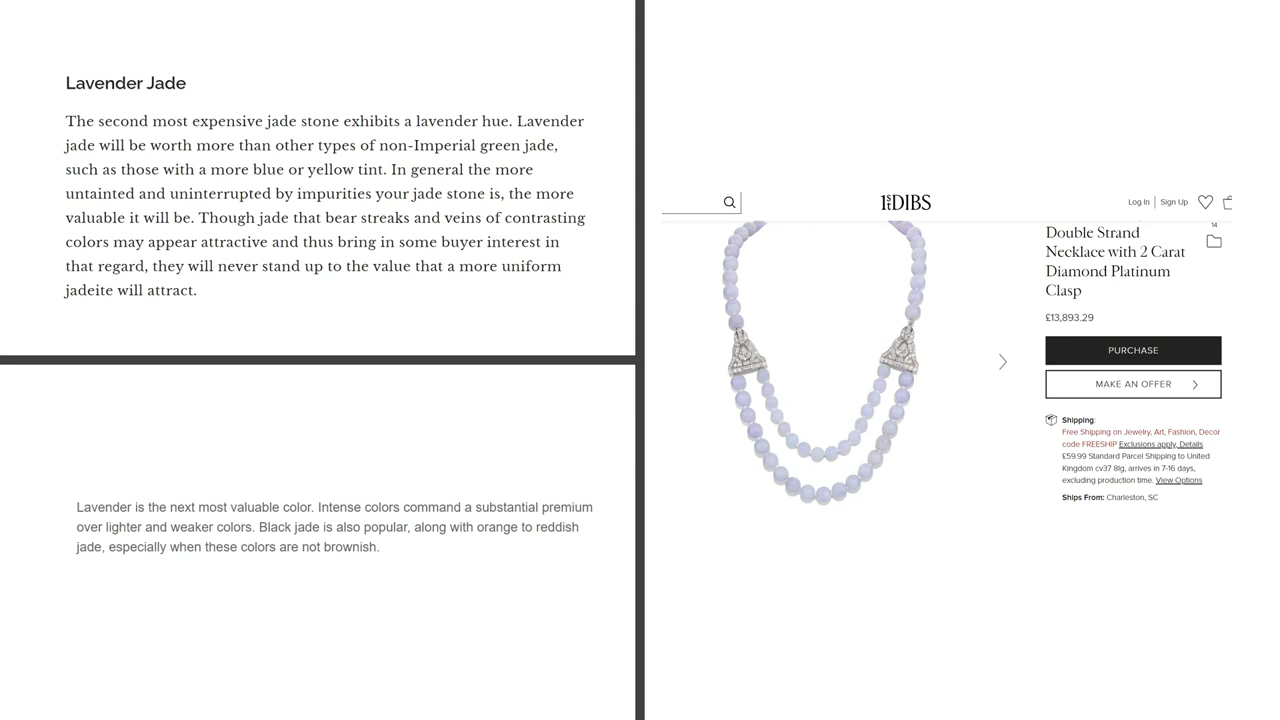 Lavender Jade
The second most expensive jade stone exhibits a lavender hue. Lavender
jade will be worth more than other types of non-Imperial green jade,
such as those with a more blue or yellow tint. In general the more
untainted and uninterrupted by impurities your jade stone is, the more
valuable it will be. Though jade that bear streaks and veins of contrasting
colors may appear attractive and thus bring in some buyer interest in
that regard, they will never stand up to the value that a more uniform
jadeite will attract.
Lavender is the next most valuable color. Intense colors command a substantial premium
over lighter and weaker colors. Black jade is also popular, along with orange to reddish
jade, especially when these colors are not brownish.
1STDIBS
Log In | Sign Up
14
Double Strand
Necklace with 2 Carat
Diamond Platinum
Clasp
£13,893.29
PURCHASE
MAKE AN OFFER
Shipping:
Free Shipping on Jewelry, Art, Fashion, Decor
code FREESHIP Exclusions apply, Details
£59.99 Standard Parcel Shipping to United
Kingdom cv37 8lg, arrives in 7-16 days,
excluding production time. View Options
Ships From: Charleston, SC